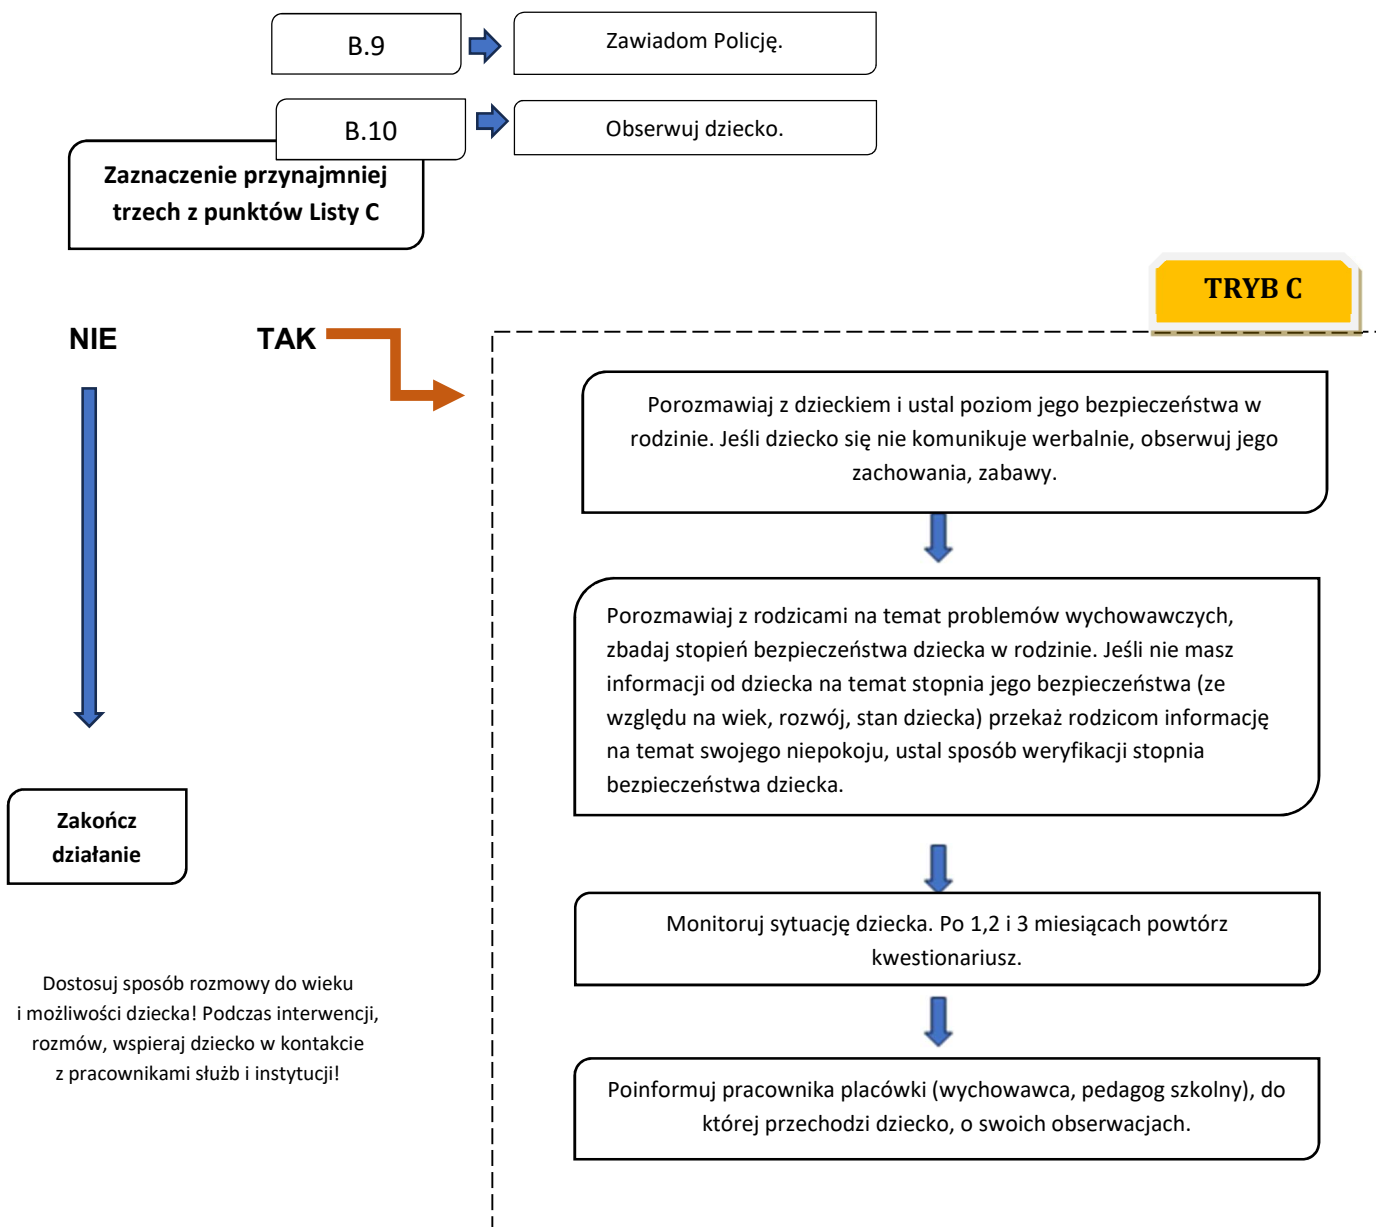 B.9
Zawiadom Policję.
B.10
Obserwuj dziecko.
Zaznaczenie przynajmniej
trzech z punktów Listy C
TRYB C
NIE
TAK
Porozmawiaj z dzieckiem i ustal poziom jego bezpieczeństwa w
rodzinie. Jeśli dziecko się nie komunikuje werbalnie, obserwuj jego
zachowania, zabawy.
Porozmawiaj z rodzicami na temat problemów wychowawczych,
zbadaj stopień bezpieczeństwa dziecka w rodzinie. Jeśli nie masz
informacji od dziecka na temat stopnia jego bezpieczeństwa (ze
względu na wiek, rozwój, stan dziecka) przekaż rodzicom informację
na temat swojego niepokoju, ustal sposób weryfikacji stopnia
bezpieczeństwa dziecka.
Zakończ
działanie
Monitoruj sytuację dziecka. Po 1,2 i 3 miesiącach powtórz
kwestionariusz.
Dostosuj sposób rozmowy do wieku
i możliwości dziecka! Podczas interwencji,
rozmów, wspieraj dziecko w kontakcie
z pracownikami służb i instytucji!
Poinformuj pracownika placówki (wychowawca, pedagog szkolny), do
której przechodzi dziecko, o swoich obserwacjach.